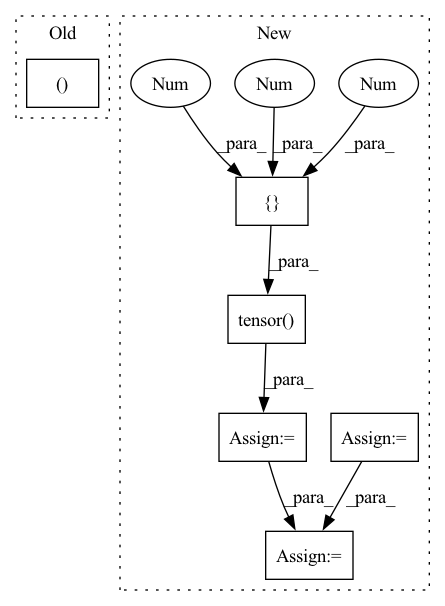 Old
New
()
Num
Num
Num
_para_
_para_
_para_
{}
_para_
tensor()
_para_
Assign:=
Assign:=
_para_
_para_
Assign:=